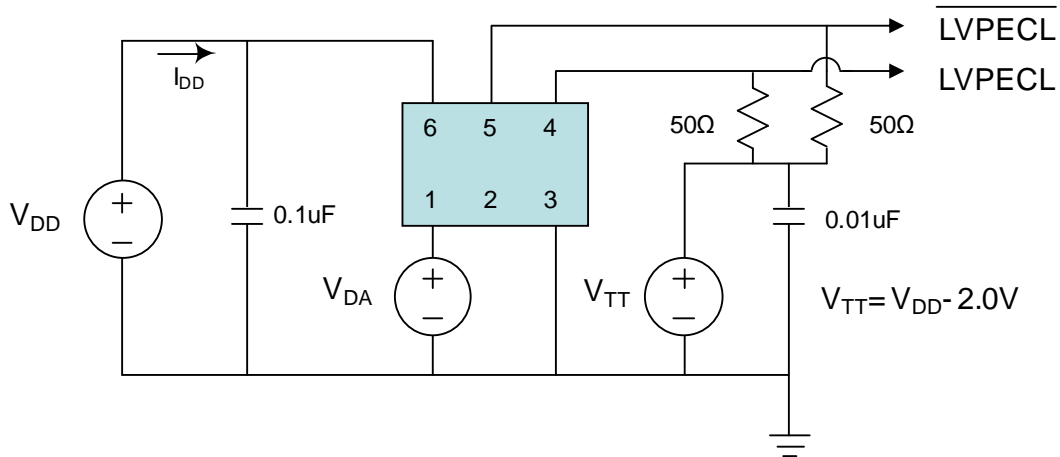 L̅V̅P̅E̅C̅L̅
LVPECL
I_DD
50Ω
50Ω
6 5 4
1 2 3
V_DD
+
−
0.1uF
V_DA
+
−
V_TT
+
−
0.01uF
V_TT= V_DD- 2.0V